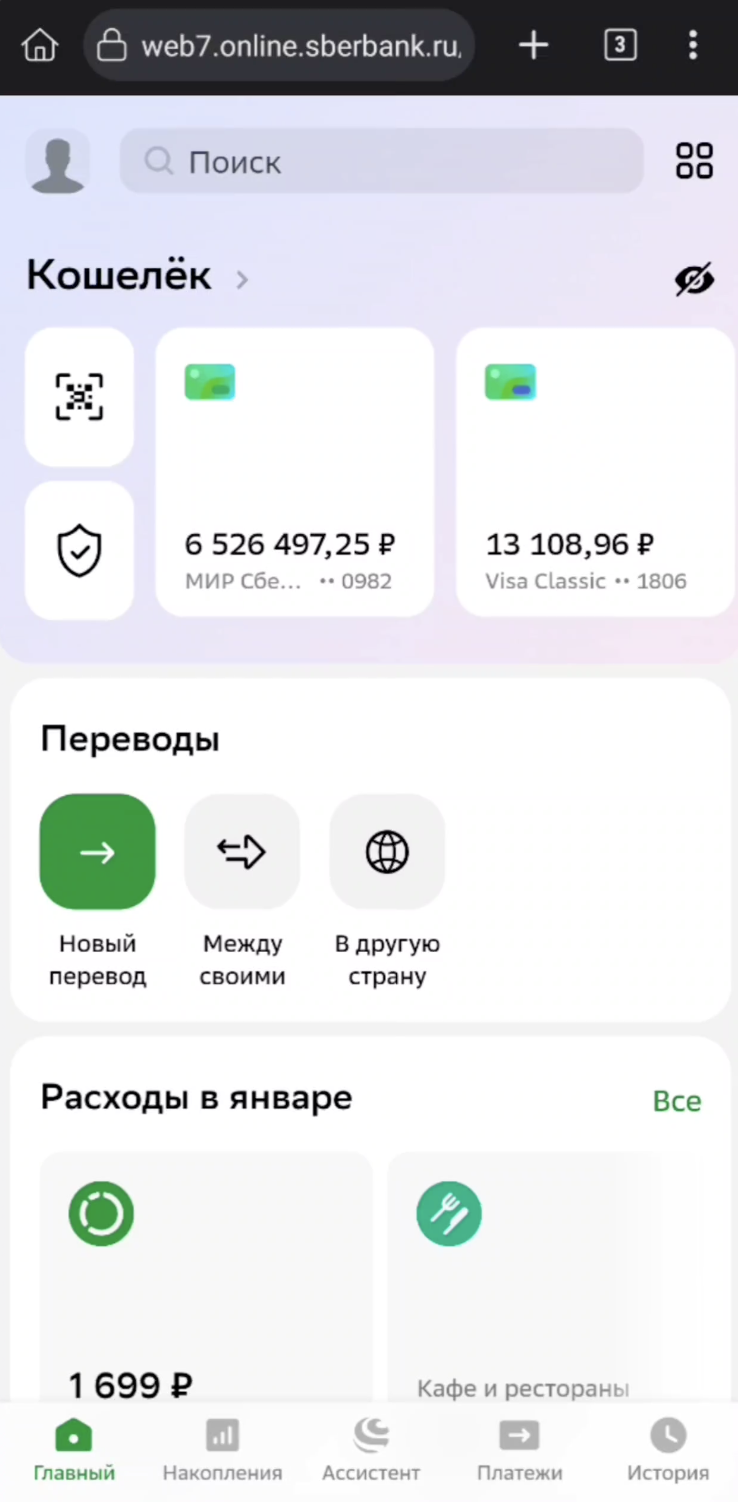 web7.online.sberbank.ru,
3
Поиск
Кошелёк
6 526 497,25 ₽
МИР Сбе... ·· 0982
13 108,96 ₽
Visa Classic ·· 1806
Переводы
Новый
перевод
Между
своими
В другую
страну
Расходы в январе
Все
1 699 ₽
Кафе и рестораны
Главный
Накопления
Ассистент
Платежи
История